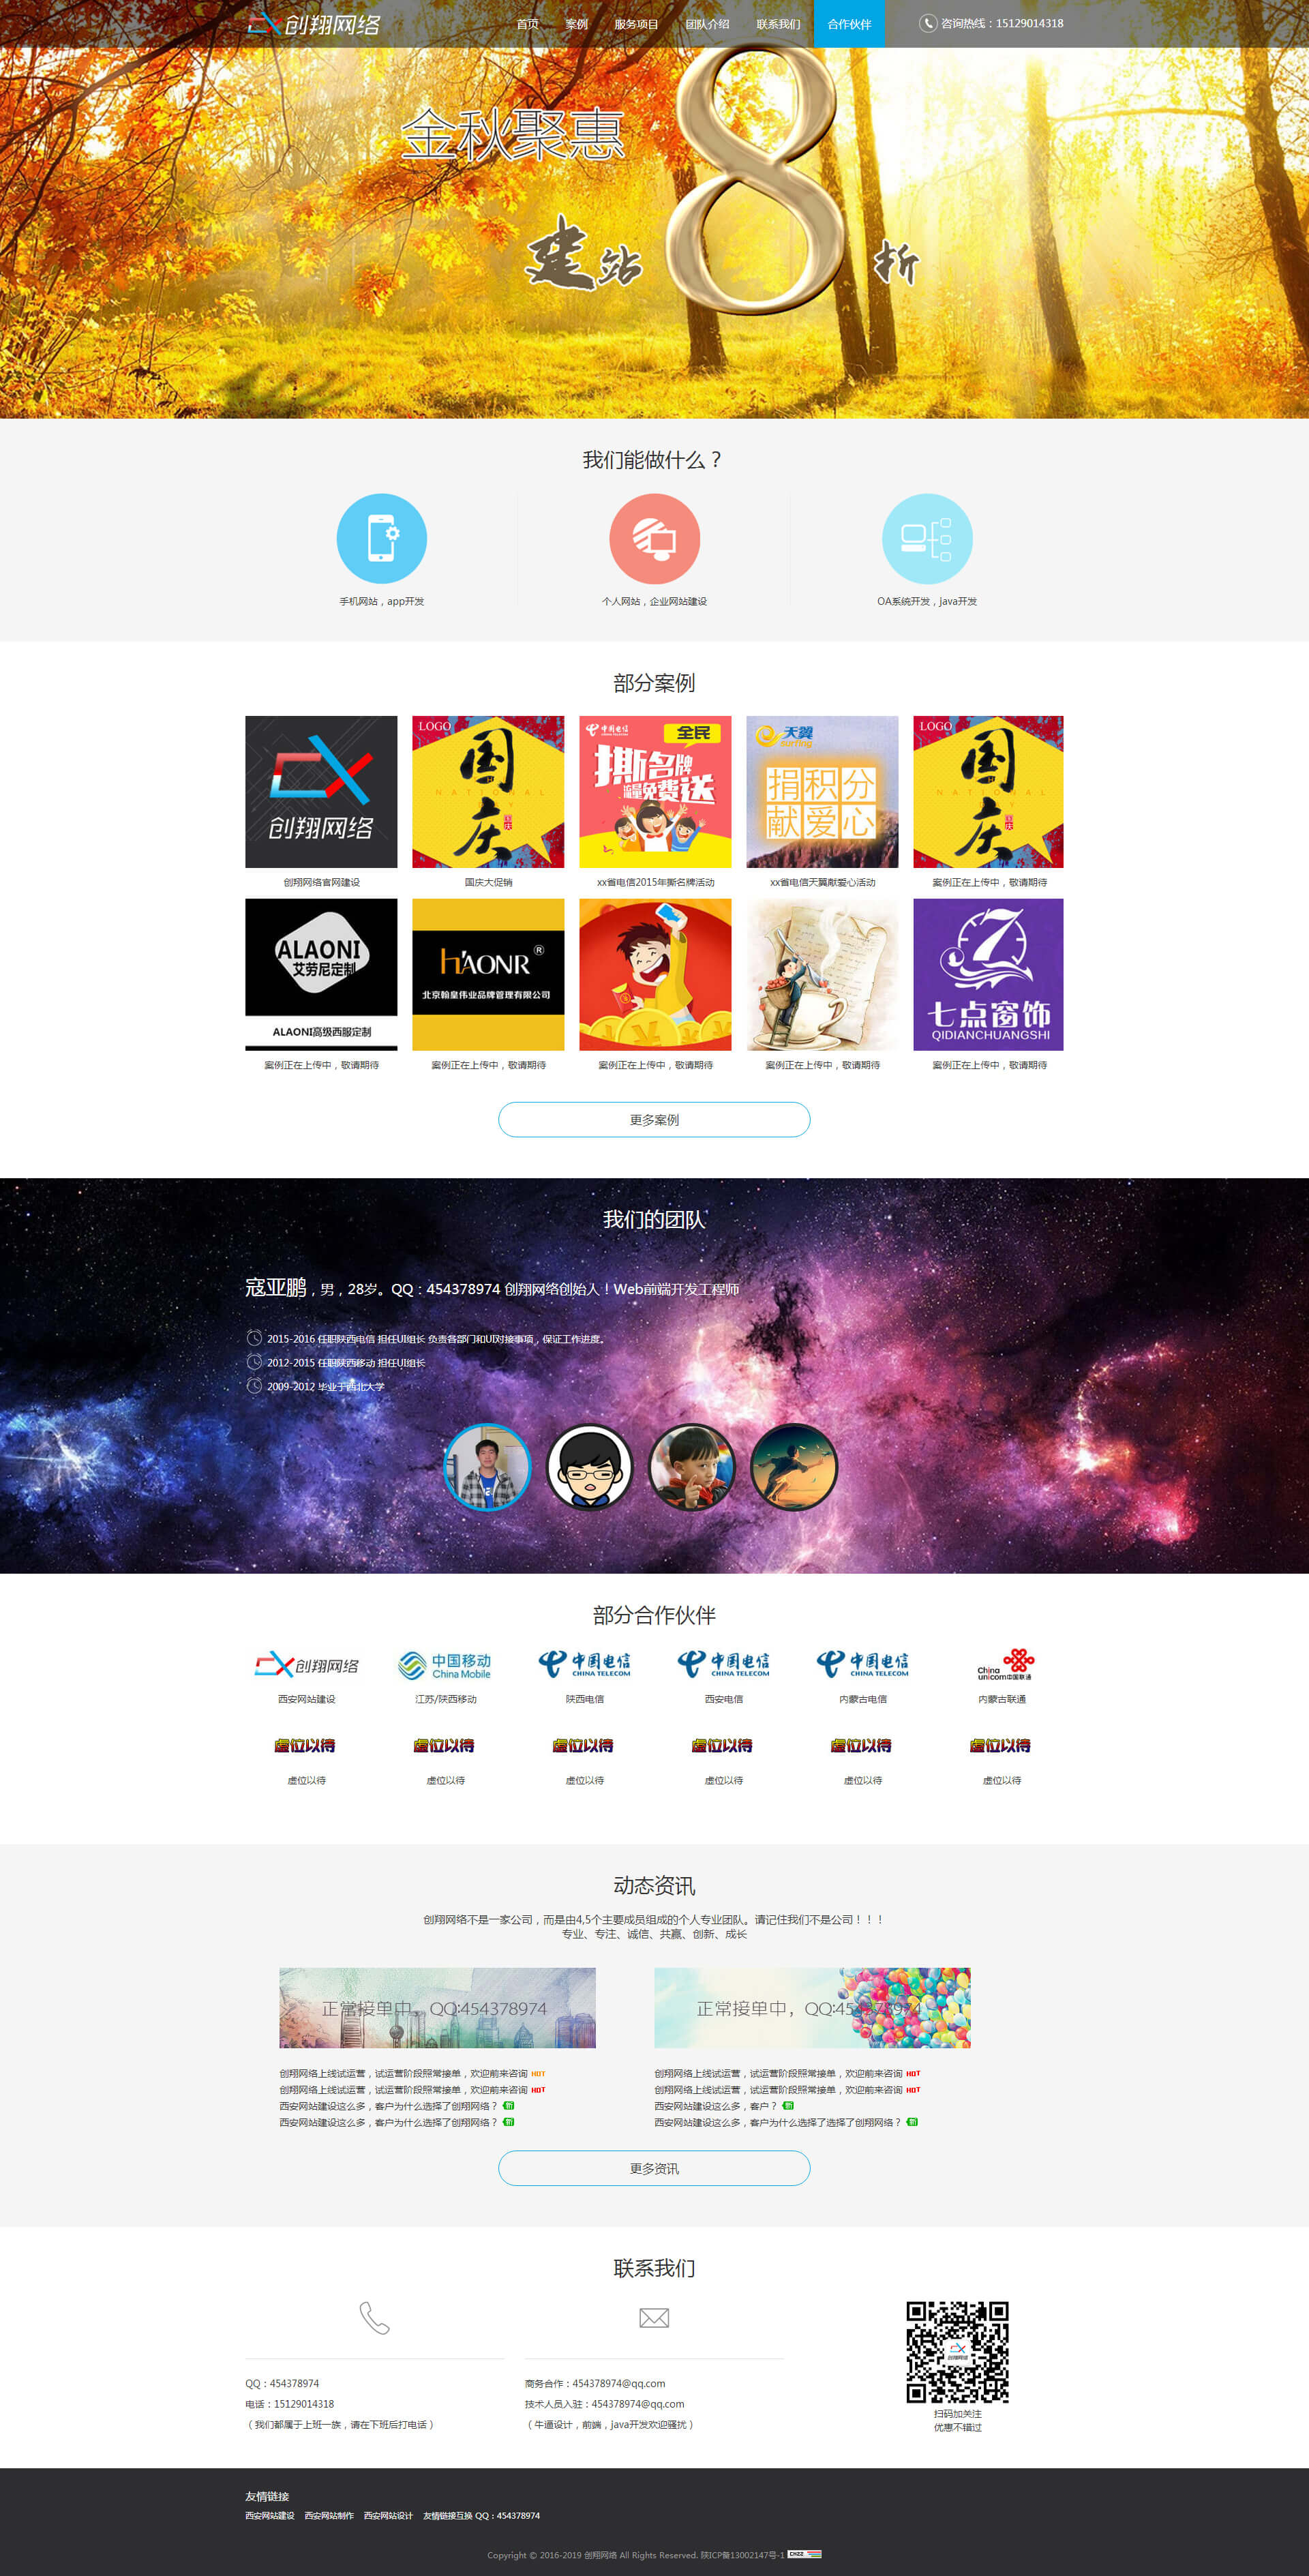 创翔网络
首页 案例 服务项目 团队介绍 联系我们 合作伙伴 咨询热线：15129014318
金秋聚惠
建站8折
我们能做什么？
手机网站，app开发 个人网站，企业网站建设 OA系统开发，java开发
部分案例
创翔网络
LOGO
国庆
NATIONAL
中国电信
CHINA TELECOM
全民
撕名牌
流量免费送
天翼
surfing
捐积分
献爱心
LOGO
国庆
NATIONAL
创翔网络官网建设 国庆大促销 xx省电信2015年撕名牌活动 xx省电信天翼献爱心活动 案例正在上传中，敬请期待
ALAONI
艾劳尼定制
ALAONI高级西服定制
h'AONR ®
北京翰皇伟业品牌管理有限公司
七点窗饰
QIDIANCHUANGSHI
案例正在上传中，敬请期待 案例正在上传中，敬请期待 案例正在上传中，敬请期待 案例正在上传中，敬请期待 案例正在上传中，敬请期待
更多案例
我们的团队
寇亚鹏，男，28岁。QQ：454378974 创翔网络创始人！Web前端开发工程师
2015-2016 任职陕西电信 担任UI组长 负责各部门和UI对接事项，保证工作进度。
2012-2015 任职陕西移动 担任UI组长
2009-2012 毕业于西北大学
部分合作伙伴
创翔网络 中国移动 China Mobile 中国电信 CHINA TELECOM 中国电信 CHINA TELECOM 中国电信 CHINA TELECOM China unicom中国联通
西安网站建设 江苏/陕西移动 陕西电信 西安电信 内蒙古电信 内蒙古联通
虚位以待 虚位以待 虚位以待 虚位以待 虚位以待 虚位以待
虚位以待 虚位以待 虚位以待 虚位以待 虚位以待 虚位以待
动态资讯
创翔网络不是一家公司，而是由4,5个主要成员组成的个人专业团队。请记住我们不是公司！！！
专业、专注、诚信、共赢、创新、成长
正常接单中，QQ:454378974 正常接单中，QQ:454378974
创翔网络上线试运营，试运营阶段照常接单，欢迎前来咨询 HOT
创翔网络上线试运营，试运营阶段照常接单，欢迎前来咨询 HOT
西安网站建设这么多，客户为什么选择了创翔网络？ 新
西安网站建设这么多，客户为什么选择了创翔网络？ 新
创翔网络上线试运营，试运营阶段照常接单，欢迎前来咨询 HOT
创翔网络上线试运营，试运营阶段照常接单，欢迎前来咨询 HOT
西安网站建设这么多，客户？ 新
西安网站建设这么多，客户为什么选择了选择了创翔网络？ 新
更多资讯
联系我们
QQ：454378974
电话：15129014318
（我们都属于上班一族，请在下班后打电话）
商务合作：454378974@qq.com
技术人员入驻：454378974@qq.com
（牛逼设计，前端，java开发欢迎骚扰）
创翔网络
扫码加关注
优惠不错过
友情链接
西安网站建设 西安网站制作 西安网站设计 友情链接互换 QQ：454378974
Copyright © 2016-2019 创翔网络 All Rights Reserved. 陕ICP备13002147号-1 CNZZ